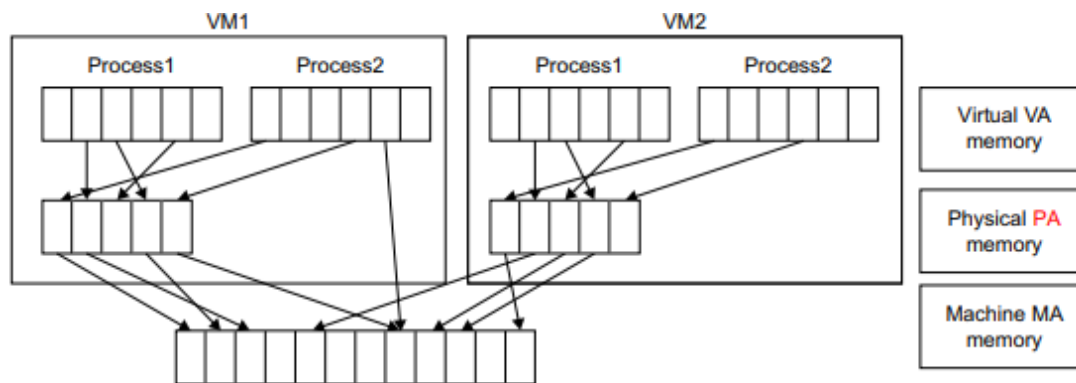 VM1
VM2
Process1
Process2
Process1
Process2
Virtual VA
memory
Physical PA
memory
Machine MA
memory